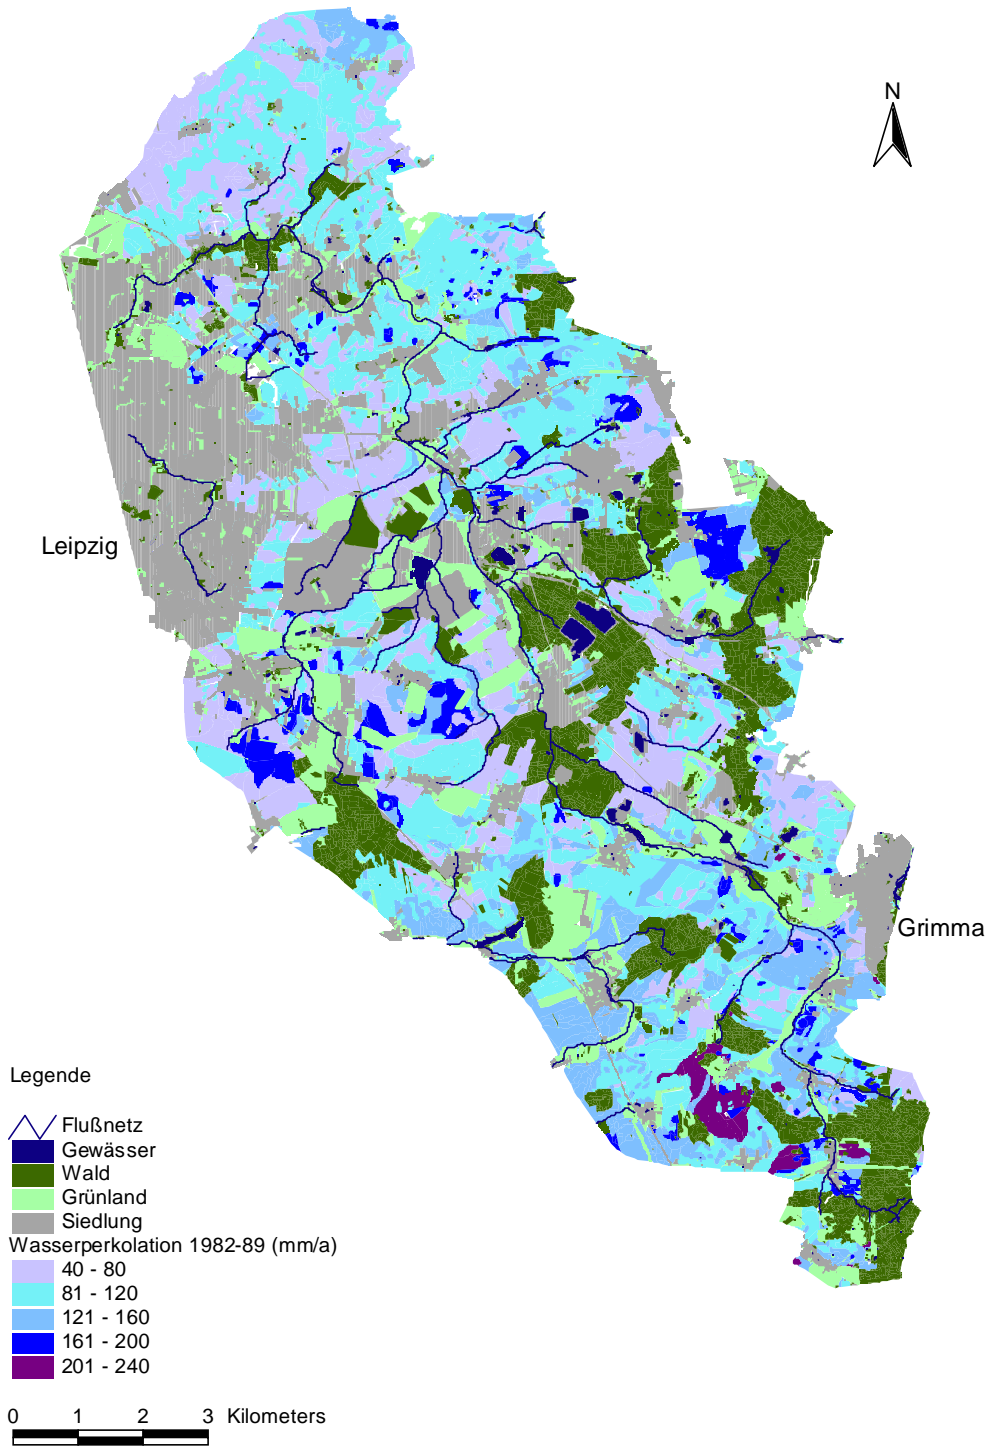 N
Leipzig
Grimma
Legende
Flußnetz
Gewässer
Wald
Grünland
Siedlung
Wasserperkolation 1982-89 (mm/a)
40 - 80
81 - 120
121 - 160
161 - 200
201 - 240
0 1 2 3 Kilometers